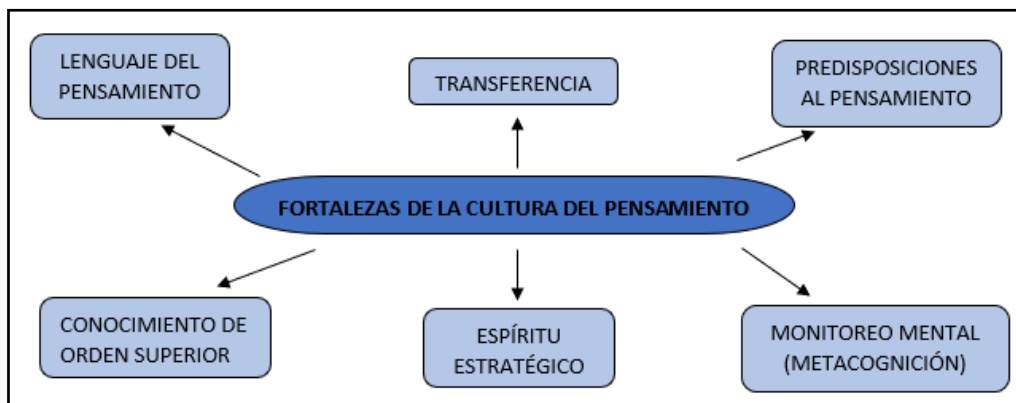 LENGUAJE DEL
PENSAMIENTO
TRANSFERENCIA
PREDISPOSICIONES
AL PENSAMIENTO
FORTALEZAS DE LA CULTURA DEL PENSAMIENTO
CONOCIMIENTO DE
ORDEN SUPERIOR
ESPÍRITU
ESTRATÉGICO
MONITOREO MENTAL
(METACOGNICIÓN)